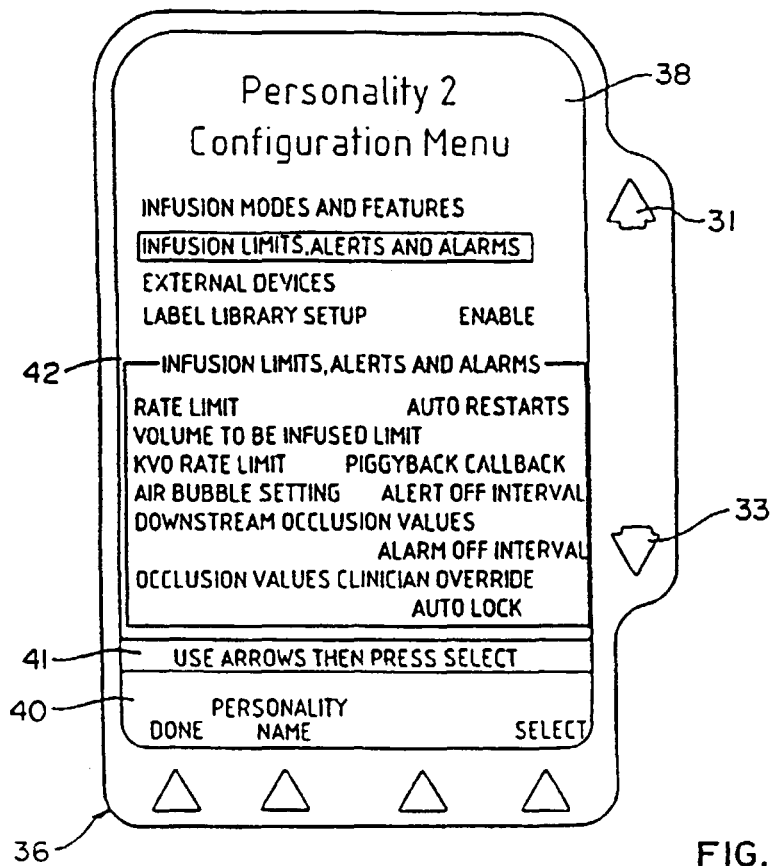 Personality 2
Configuration Menu
38
INFUSION MODES AND FEATURES
31
INFUSION LIMITS,ALERTS AND ALARMS
EXTERNAL DEVICES
LABEL LIBRARY SETUP ENABLE
42
INFUSION LIMITS,ALERTS AND ALARMS
RATE LIMIT AUTO RESTARTS
VOLUME TO BE INFUSED LIMIT
KVO RATE LIMIT PIGGYBACK CALLBACK
AIR BUBBLE SETTING ALERT OFF INTERVAL
33
DOWNSTREAM OCCLUSION VALUES
ALARM OFF INTERVAL
OCCLUSION VALUES CLINICIAN OVERRIDE
AUTO LOCK
41
USE ARROWS THEN PRESS SELECT
40
DONE PERSONALITY NAME SELECT
36
FIG.